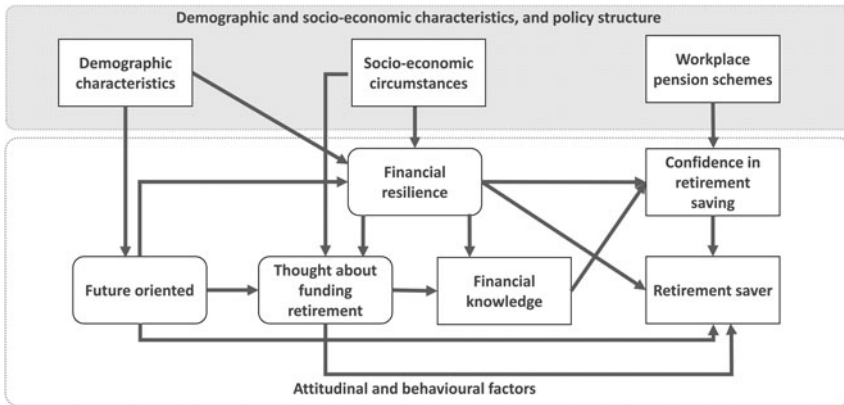 Demographic and socio-economic characteristics, and policy structure
Demographic
characteristics
Socio-economic
circumstances
Workplace
pension schemes
Financial
resilience
Confidence in
retirement
saving
Future oriented
Thought about
funding
retirement
Financial
knowledge
Retirement saver
Attitudinal and behavioural factors